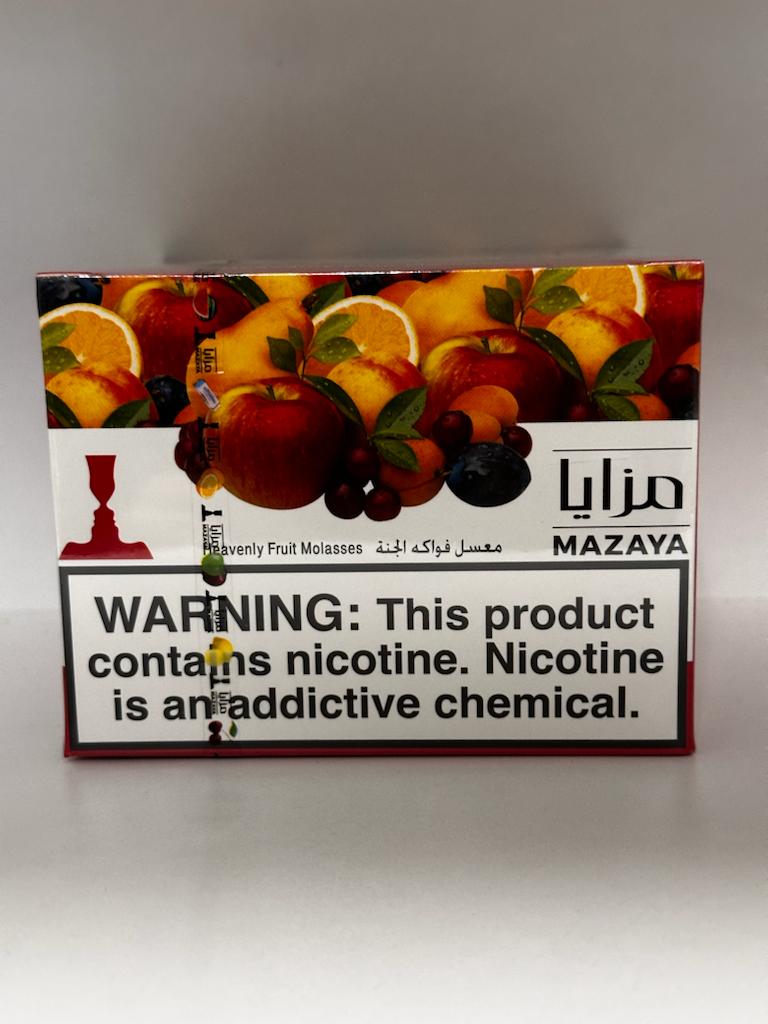 مزايا
MAZAYA
Heavenly Fruit Molasses معسل فواكه الجنة
WARNING: This product
contains nicotine. Nicotine
is an addictive chemical.